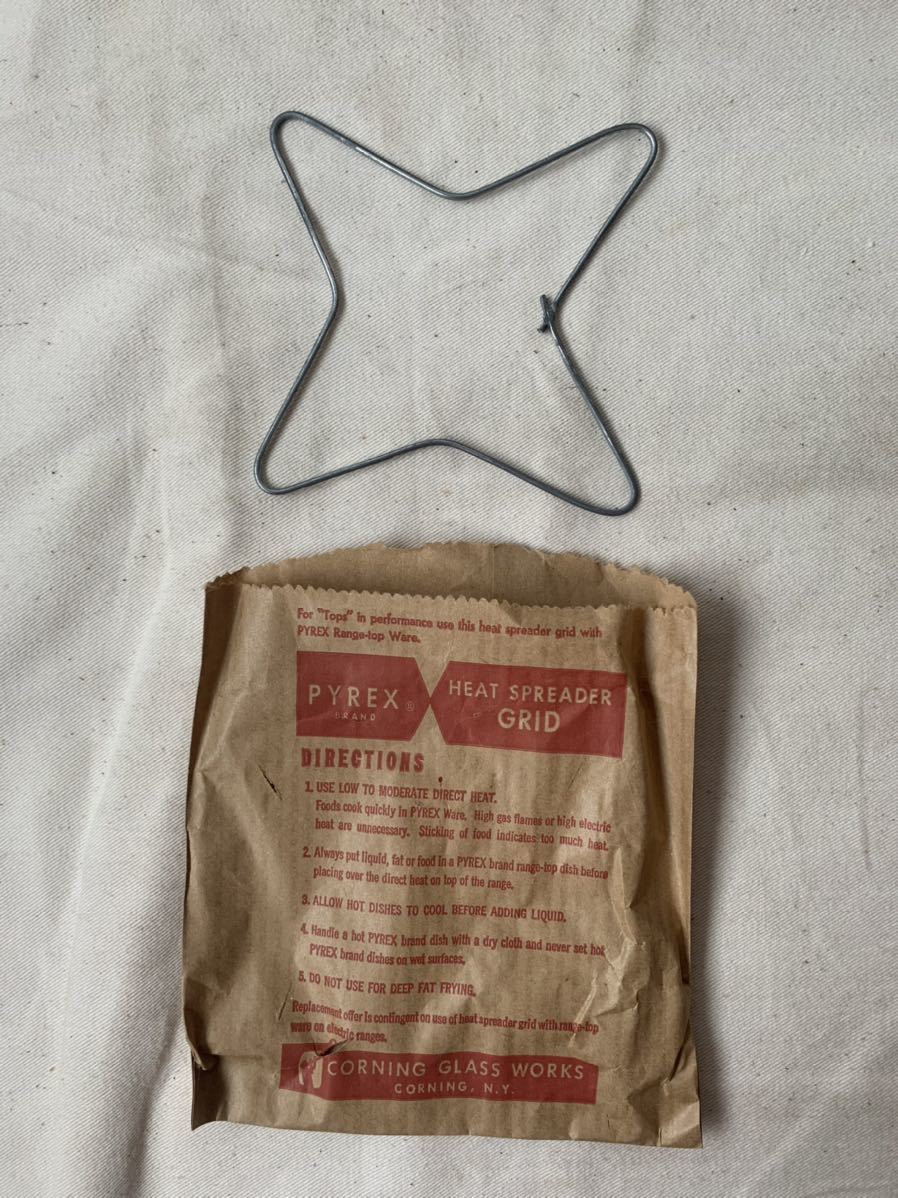 For "Tops" in performance use this heat spreader grid with
PYREX Range-top Ware.
PYREX ®
BRAND
HEAT SPREADER
GRID
DIRECTIONS
1. USE LOW TO MODERATE DIRECT HEAT.
Foods cook quickly in PYREX Ware. High gas flames or high electric
heat are unnecessary. Sticking of food indicates too much heat.
2. Always put liquid, fat or food in a PYREX brand range-top dish before
placing over the direct heat on top of the range.
3. ALLOW HOT DISHES TO COOL BEFORE ADDING LIQUID.
4. Handle a hot PYREX brand dish with a dry cloth and never set hot
PYREX brand dishes on wet surfaces.
5. DO NOT USE FOR DEEP FAT FRYING.
Replacement offer is contingent on use of heat spreader grid with range-top
ware on electric ranges.
CORNING GLASS WORKS
CORNING, N.Y.